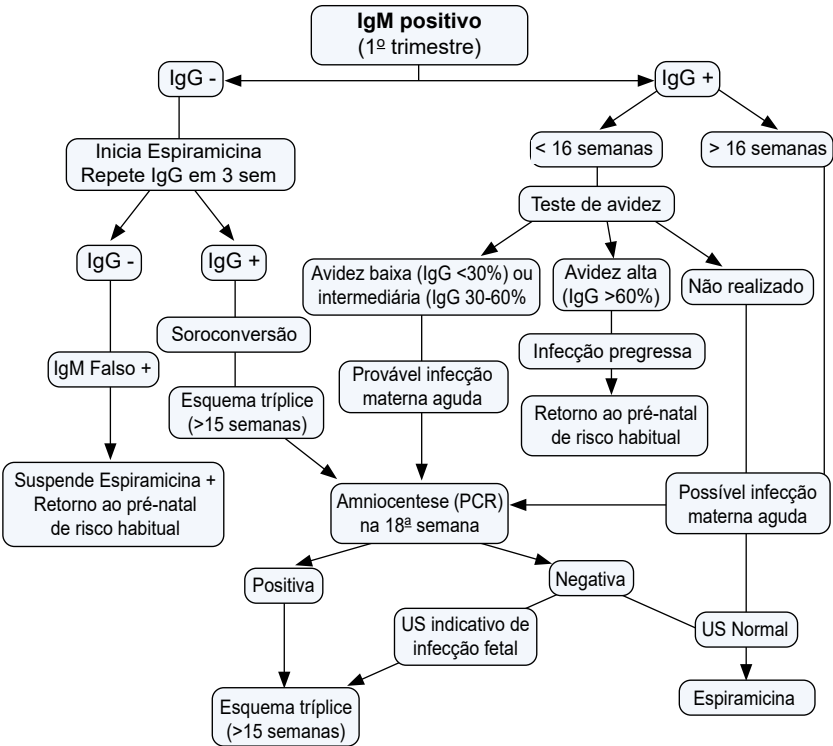 IgM positivo
(1º trimestre)
IgG -
IgG +
Inicia Espiramicina
Repete IgG em 3 sem
< 16 semanas
> 16 semanas
Teste de avidez
IgG -
IgG +
Avidez baixa (IgG <30%) ou
intermediária (IgG 30-60%
Avidez alta
(IgG >60%)
Não realizado
Soroconversão
Infecção pregressa
IgM Falso +
Provável infecção
materna aguda
Esquema tríplice
(>15 semanas)
Retorno ao pré-natal
de risco habitual
Suspende Espiramicina +
Retorno ao pré-natal
de risco habitual
Amniocentese (PCR)
na 18ª semana
Possível infecção
materna aguda
Positiva
Negativa
US indicativo de
infecção fetal
US Normal
Esquema tríplice
(>15 semanas)
Espiramicina